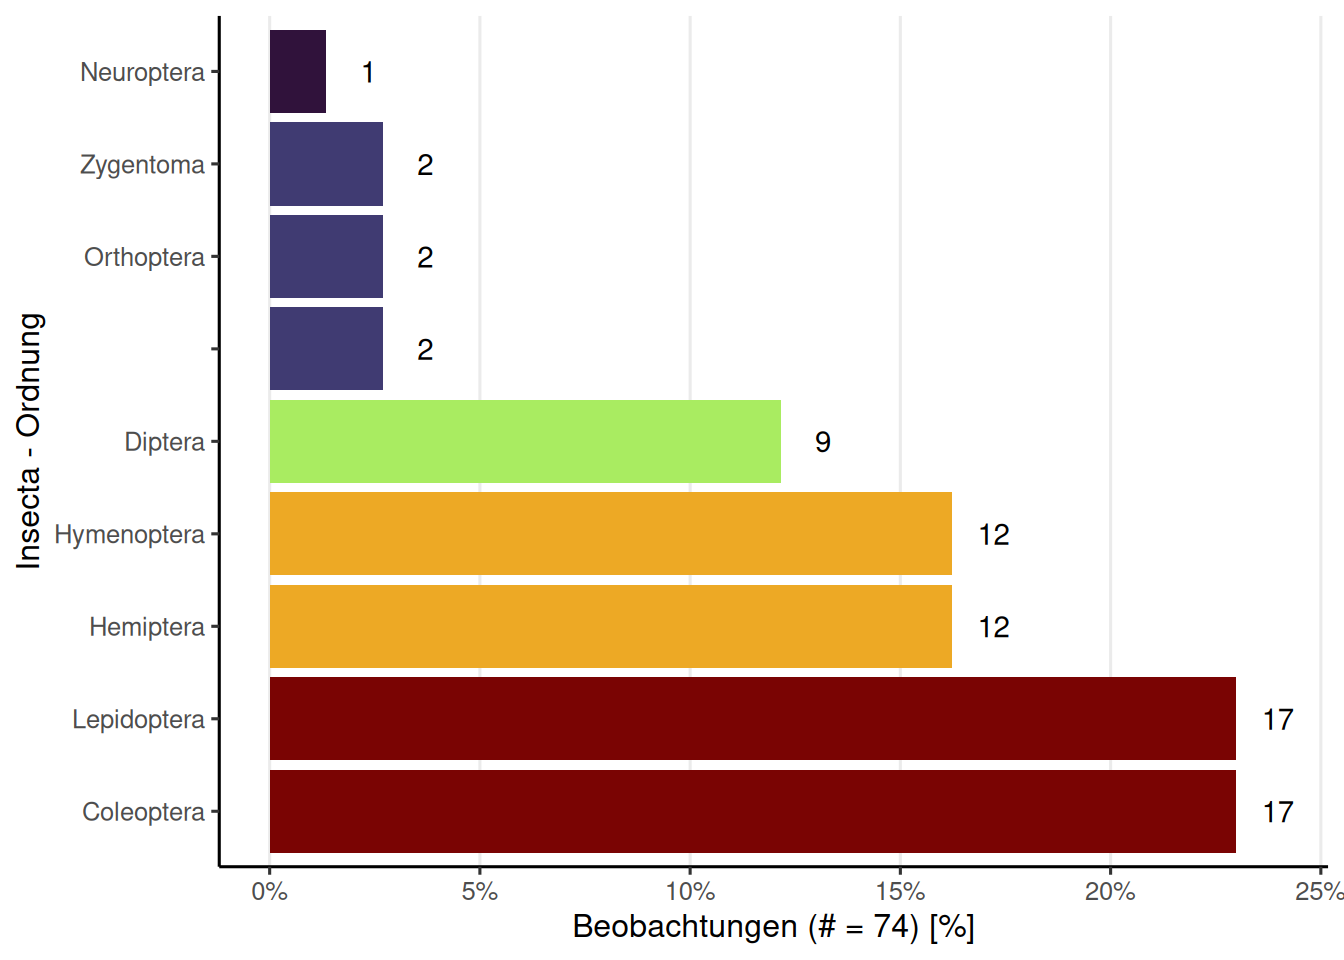 Insecta - Ordnung
Neuroptera 1
Zygentoma 2
Orthoptera 2
2
Diptera 9
Hymenoptera 12
Hemiptera 12
Lepidoptera 17
Coleoptera 17
0% 5% 10% 15% 20% 25%
Beobachtungen (# = 74) [%]